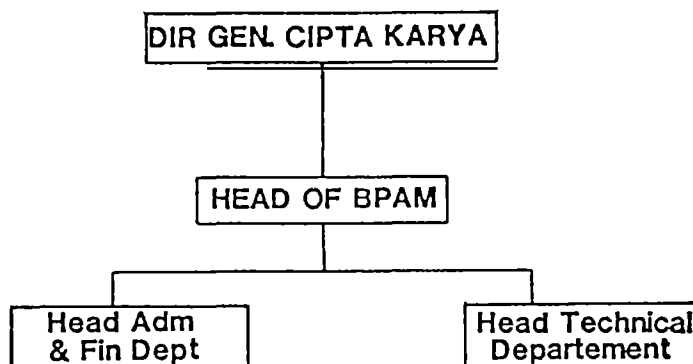 DIR GEN. CIPTA KARYA
HEAD OF BPAM
Head Adm
& Fin Dept
Head Technical
Departement